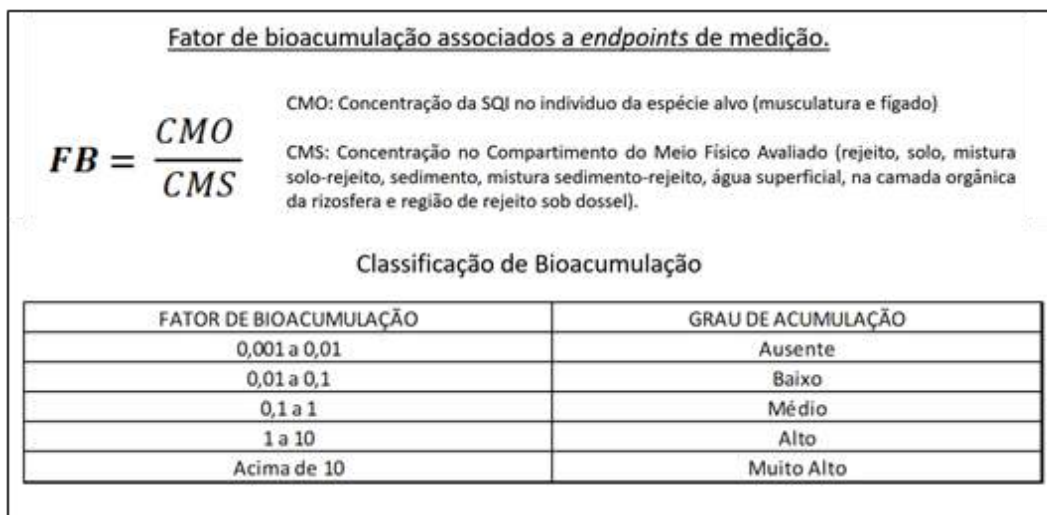 Fator de bioacumulação associados a endpoints de medição.
FB = CMO / CMS
CMO: Concentração da SQI no individuo da espécie alvo (musculatura e fígado)
CMS: Concentração no Compartimento do Meio Físico Avaliado (rejeito, solo, mistura
solo-rejeito, sedimento, mistura sedimento-rejeito, água superficial, na camada orgânica
da rizosfera e região de rejeito sob dossel).
Classificação de Bioacumulação
FATOR DE BIOACUMULAÇÃO GRAU DE ACUMULAÇÃO
0,001 a 0,01 Ausente
0,01 a 0,1 Baixo
0,1 a 1 Médio
1 a 10 Alto
Acima de 10 Muito Alto